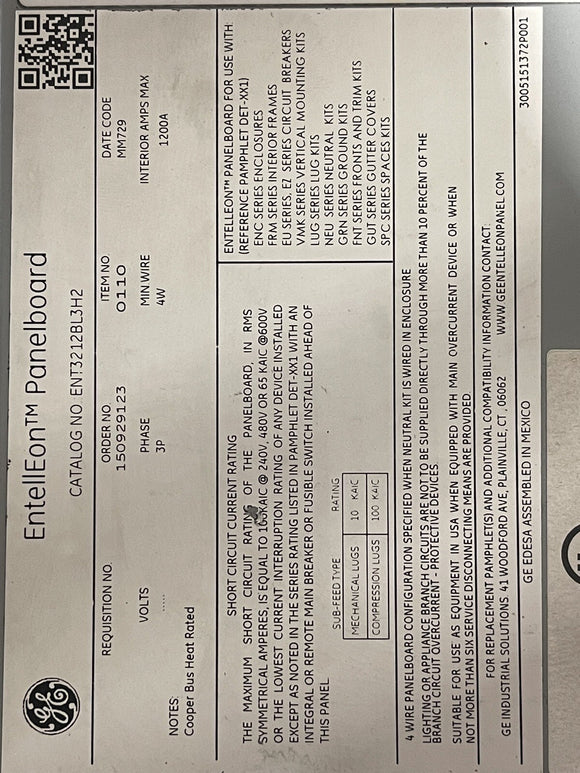 EntellEon™ Panelboard
CATALOG NO. ENT3212BL3H2
REQUISITION NO.
ORDER NO
150929123
ITEM NO.
0110
DATE CODE
MM729
VOLTS
.....
PHASE
3P
MIN WIRE
4W
INTERIOR AMPS MAX
1200A
NOTES:
Copper Bus Heat Rated
SHORT CIRCUIT CURRENT RATING
THE MAXIMUM SHORT CIRCUIT RATING OF THE PANELBOARD, IN RMS
SYMMETRICAL AMPERES, IS EQUAL TO 100KAIC @ 240V, 480V OR 65 KAIC @600V
OR THE LOWEST CURRENT INTERRUPTION RATING OF ANY DEVICE INSTALLED
EXCEPT AS NOTED IN THE SERIES RATING LISTED IN PAMPHLET DET-XX1 WITH AN
INTEGRAL OR REMOTE MAIN BREAKER OR FUSIBLE SWITCH INSTALLED AHEAD OF
THIS PANEL.
SUB-FEED TYPE RATING
MECHANICAL LUGS 10 KAIC
COMPRESSION LUGS 100 KAIC
ENTELLEON™ PANELBOARD FOR USE WITH:
(REFERENCE PAMPHLET DET-XX1)
ENC SERIES ENCLOSURES
FRM SERIES INTERIOR FRAMES
EU SERIES, EZ SERIES CIRCUIT BREAKERS
VMK SERIES VERTICAL MOUNTING KITS
LUG SERIES LUG KITS
NEU SERIES NEUTRAL KITS
GRN SERIES GROUND KITS
FNT SERIES FRONTS AND TRIM KITS
GUT SERIES GUTTER COVERS
SPC SERIES SPACES KITS
4 WIRE PANELBOARD CONFIGURATION SPECIFIED WHEN NEUTRAL KIT IS WIRED IN ENCLOSURE
LIGHTING OR APPLIANCE BRANCH CIRCUITS ARE NOT TO BE SUPPLIED DIRECTLY THROUGH MORE THAN 10 PERCENT OF THE
BRANCH CIRCUIT OVERCURRENT - PROTECTIVE DEVICES.
SUITABLE FOR USE AS EQUIPMENT IN USA WHEN EQUIPPED WITH MAIN OVERCURRENT DEVICE OR WHEN
NOT MORE THAN SIX SERVICE DISCONNECTING MEANS ARE PROVIDED.
FOR REPLACEMENT PAMPHLET(S) AND ADDITIONAL COMPATIBILITY INFORMATION CONTACT:
GE INDUSTRIAL SOLUTIONS 41 WOODFORD AVE, PLAINVILLE, CT , 06062 WWW.GEENTELLEONPANEL.COM
GE EDESA ASSEMBLED IN MEXICO 3005151372P001